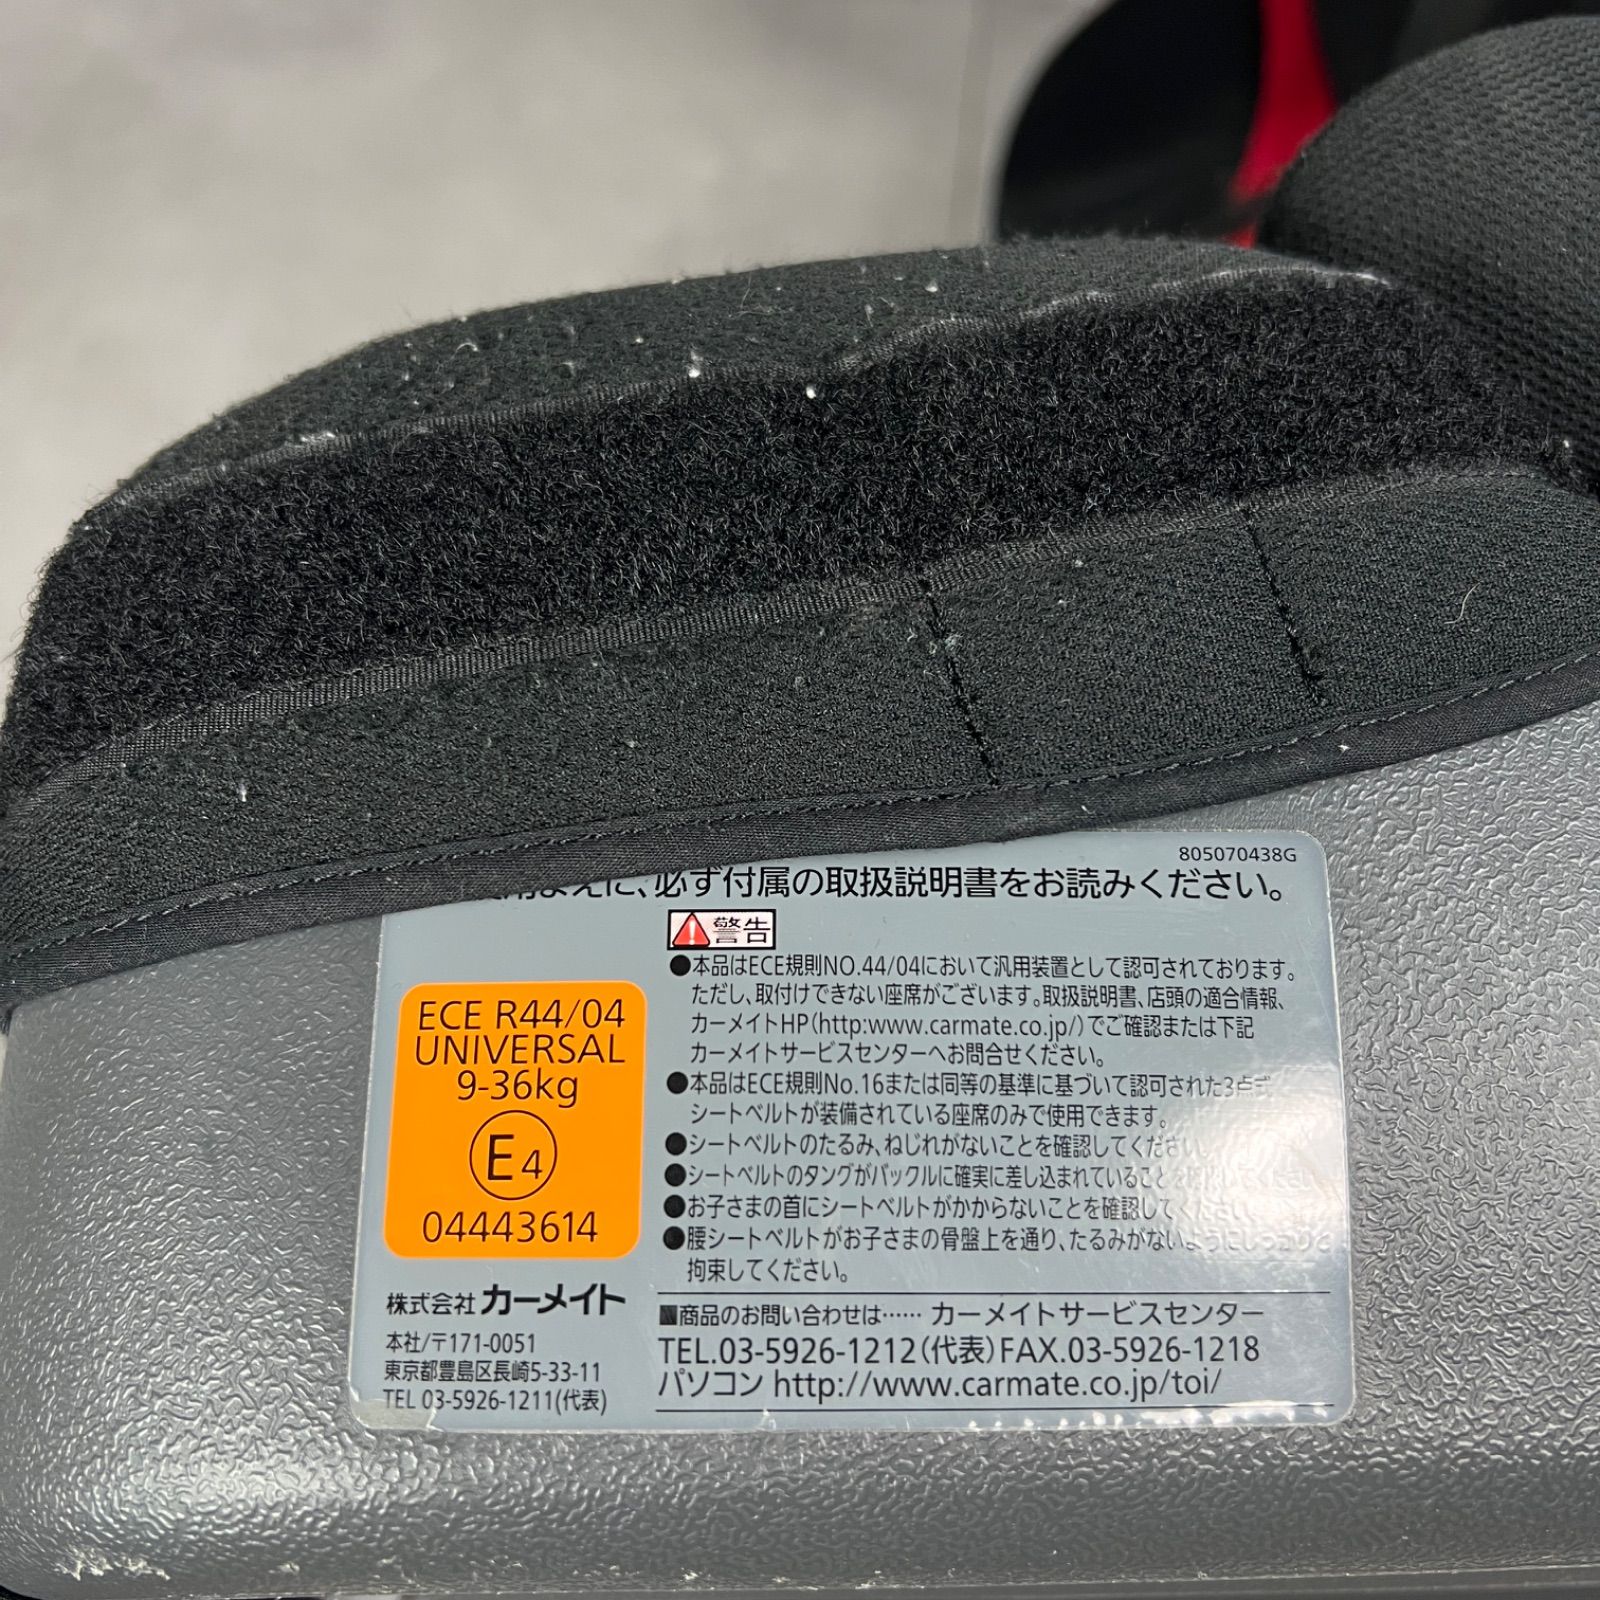 805070438G
必ず付属の取扱説明書をお読みください。
警告
●本品はECE規則NO.44/04において汎用装置として認可されております。
ただし、取付けできない座席がございます。取扱説明書、店頭の適合情報、
カーメイトHP(http:www.carmate.co.jp/)でご確認または下記
カーメイトサービスセンターへお問合せください。
●本品はECE規則No.16または同等の基準に基づいて認可された3点式
シートベルトが装備されている座席のみで使用できます。
●シートベルトのたるみ、ねじれがないことを確認してください。
●シートベルトのタングがバックルに確実に差し込まれていることを
●お子さまの首にシートベルトがかからないことを確認してください
●腰シートベルトがお子さまの骨盤上を通り、たるみがないようにしっかりと
拘束してください。
■商品のお問い合わせは…… カーメイトサービスセンター
TEL.03-5926-1212(代表)FAX.03-5926-1218
パソコン http://www.carmate.co.jp/toi/
ECE R44/04
UNIVERSAL
9-36kg
E4
04443614
株式会社 カーメイト
本社/〒171-0051
東京都豊島区長崎5-33-11
TEL 03-5926-1211(代表)